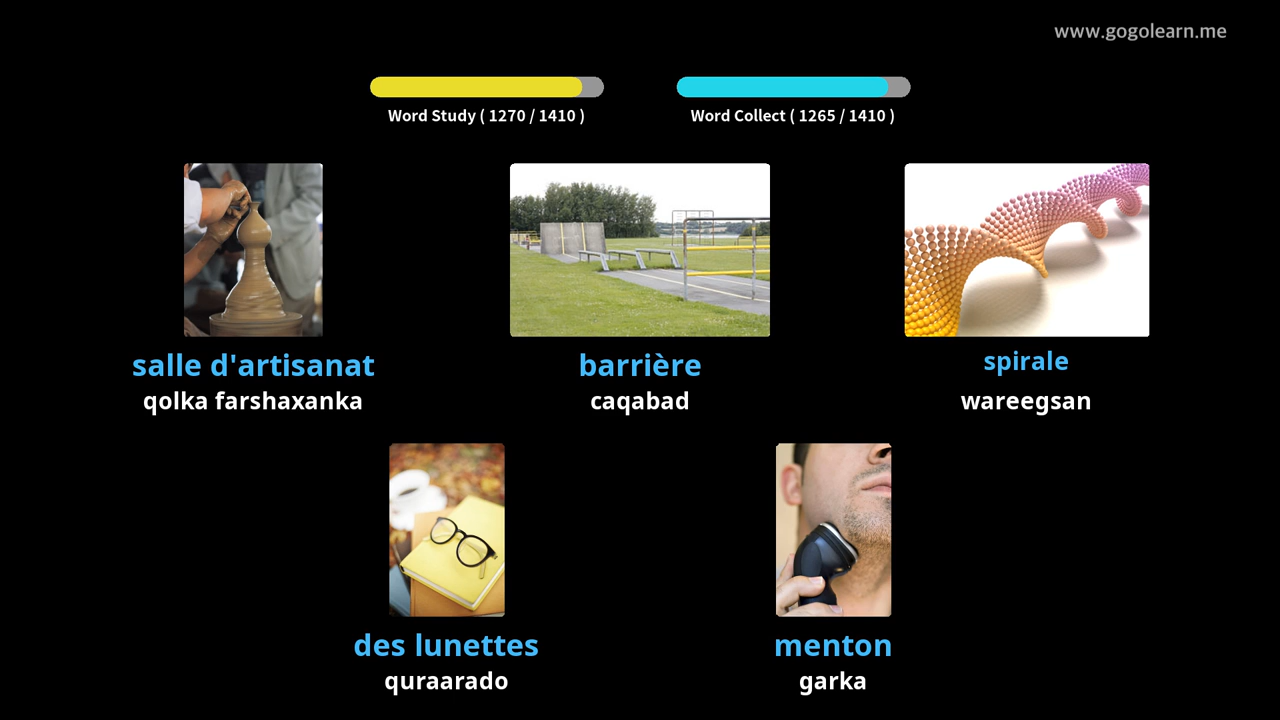 www.gogolearn.me
Word Study ( 1270 / 1410 )
Word Collect ( 1265 / 1410 )
salle d'artisanat
qolka farshaxanka
barrière
caqabad
spirale
wareegsan
des lunettes
quraarado
menton
garka